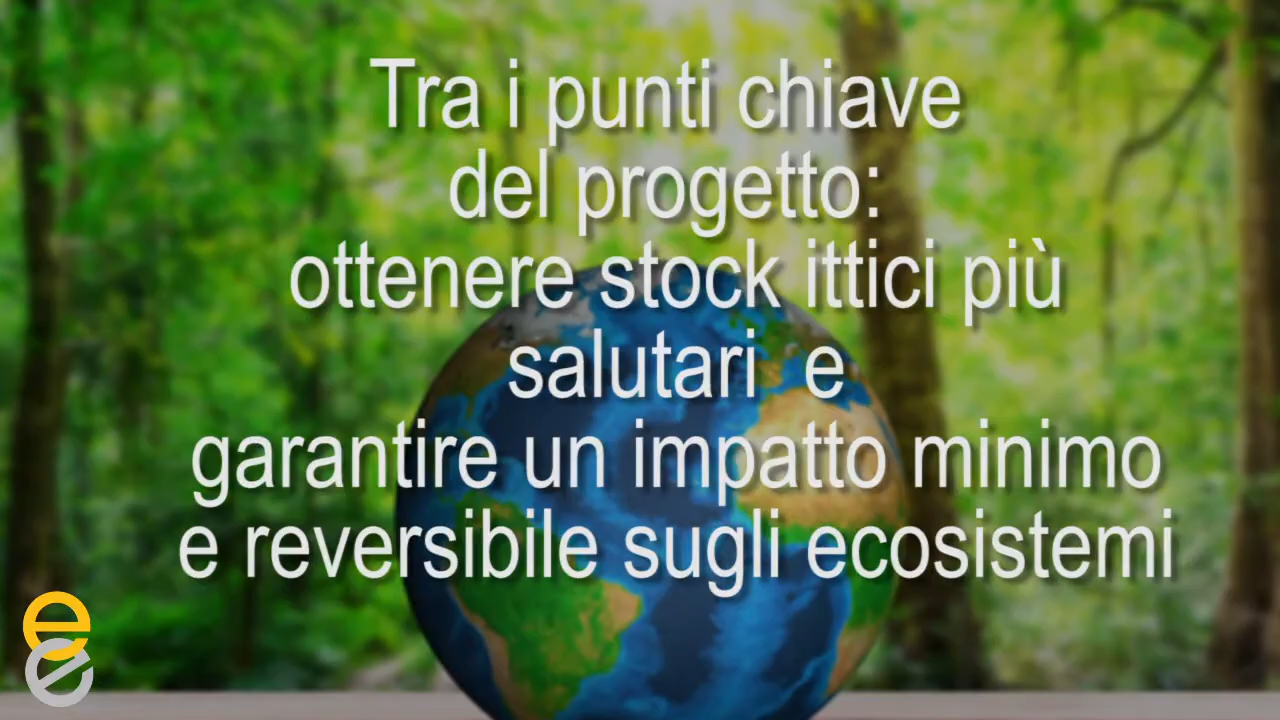 Tra i punti chiave
del progetto:
ottenere stock ittici più
salutari e
garantire un impatto minimo
e reversibile sugli ecosistemi